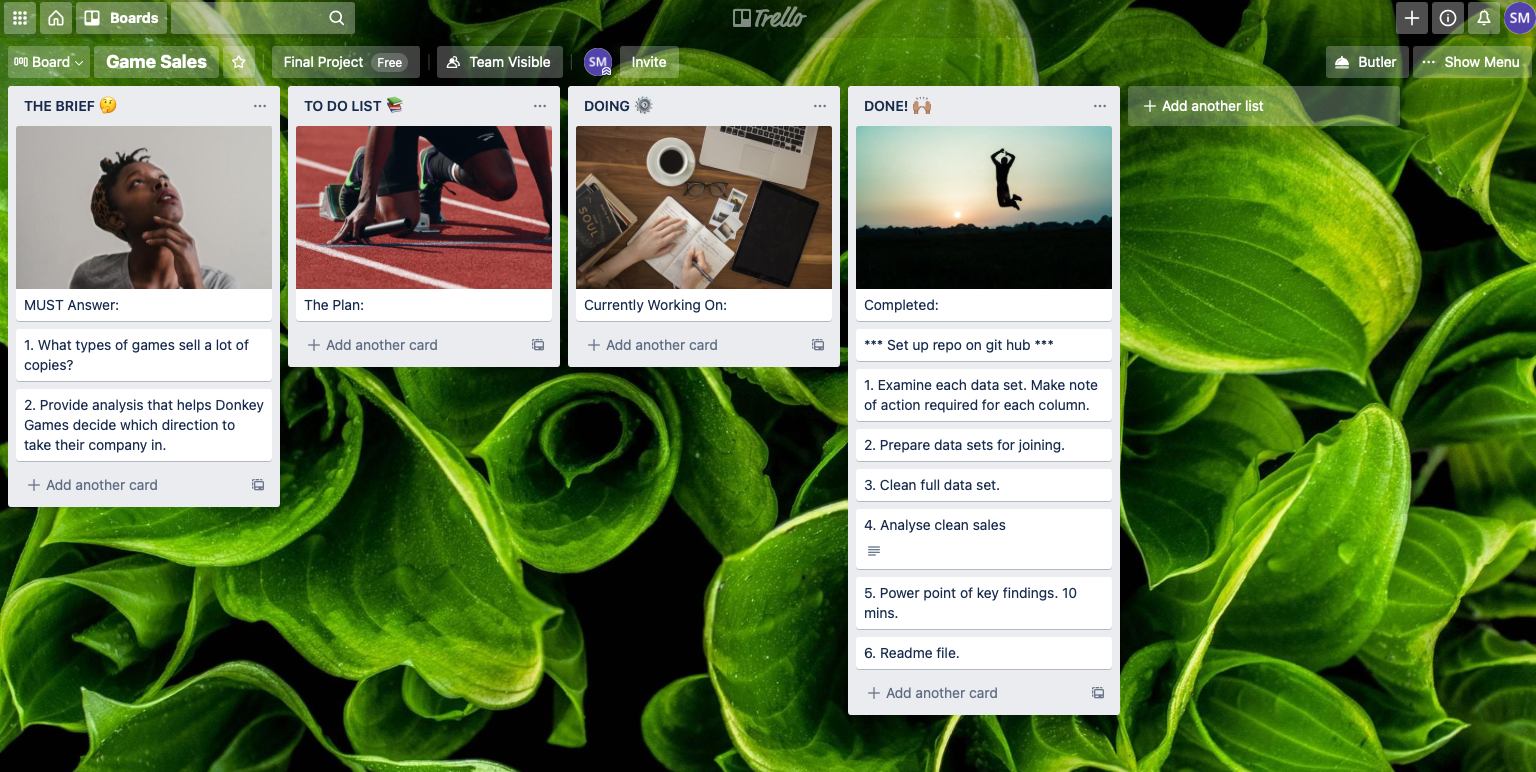 Boards
Trello
SM
Board
Game Sales
Final Project
Free
Team Visible
SM
Invite
Butler
Show Menu
THE BRIEF 🤔
MUST Answer:
1. What types of games sell a lot of
copies?
2. Provide analysis that helps Donkey
Games decide which direction to
take their company in.
Add another card
TO DO LIST 📚
The Plan:
Add another card
DOING ⚙️
SOUL
Currently Working On:
Add another card
DONE! 🙌🏽
Completed:
*** Set up repo on git hub ***
1. Examine each data set. Make note
of action required for each column.
2. Prepare data sets for joining.
3. Clean full data set.
4. Analyse clean sales
5. Power point of key findings. 10
mins.
6. Readme file.
Add another card
Add another list